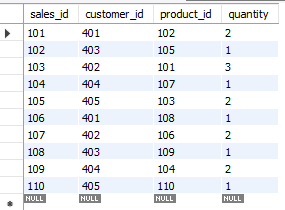 sales_id customer_id product_id quantity
101 401 102 2
102 403 105 1
103 402 101 3
104 404 107 1
105 405 103 2
106 401 108 1
107 402 106 2
108 403 109 1
109 404 104 2
110 405 110 1
NULL NULL NULL NULL